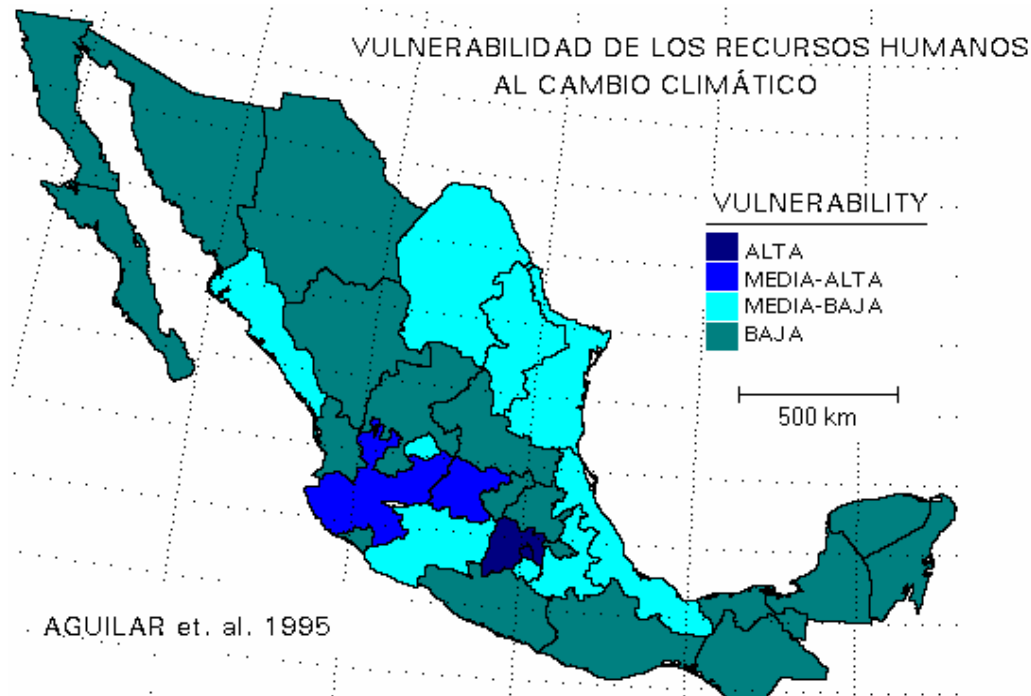 VULNERABILIDAD DE LOS RECURSOS HUMANOS
AL CAMBIO CLIMÁTICO
VULNERABILITY
ALTA
MEDIA-ALTA
MEDIA-BAJA
BAJA
500 km
AGUILAR et. al. 1995